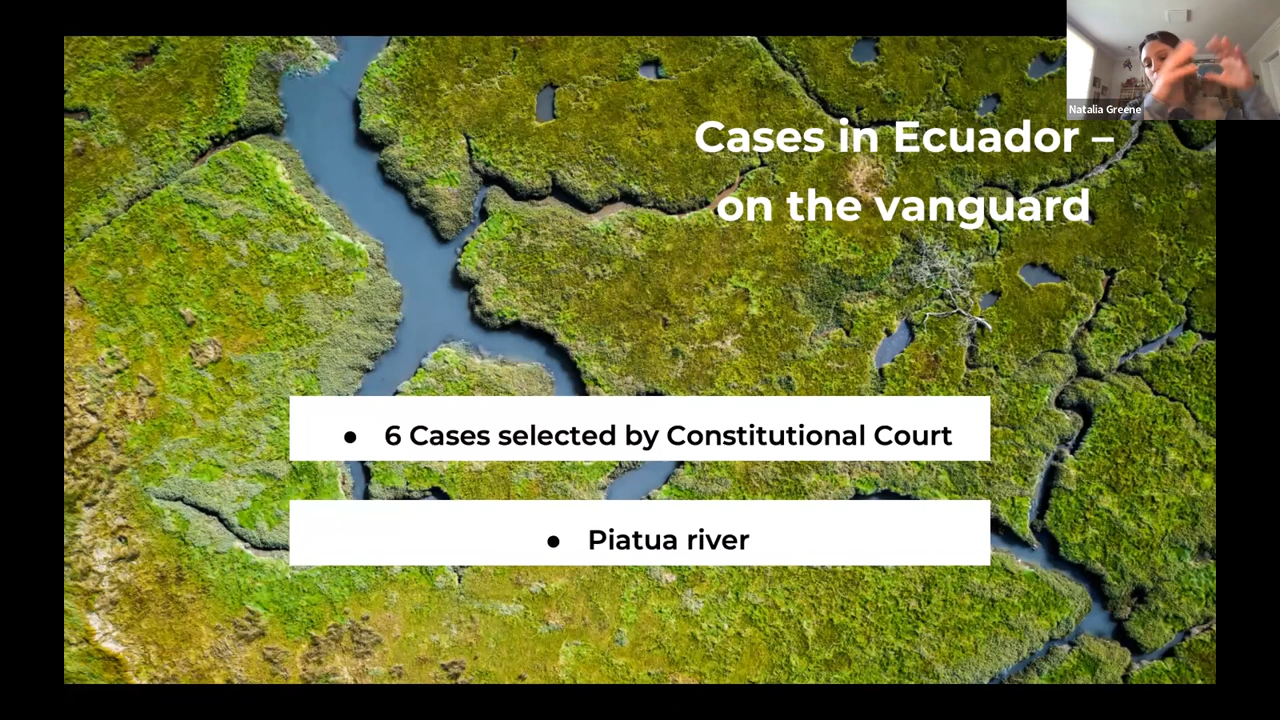 Natalia Greene
Cases in Ecuador –
on the vanguard
● 6 Cases selected by Constitutional Court
● Piatua river